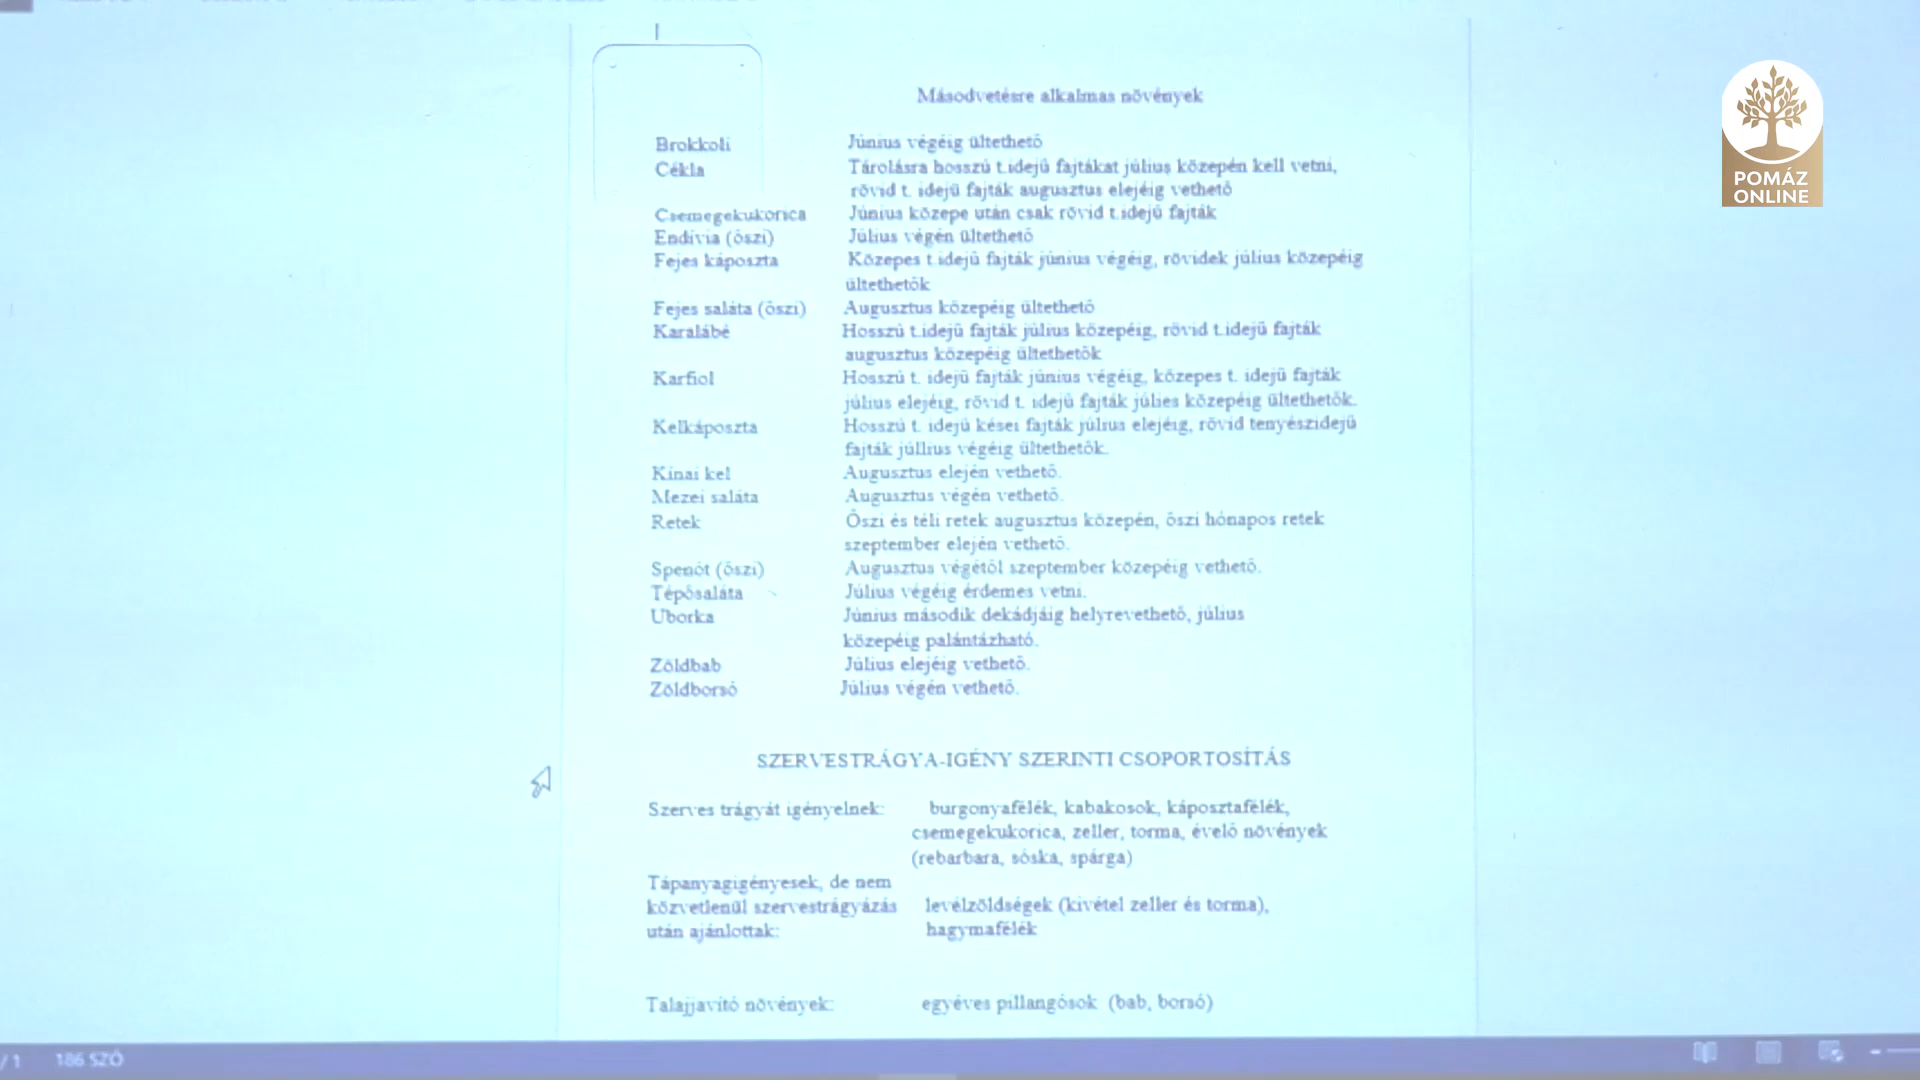 Másodvetésre alkalmas növények
Brokkoli Június végéig ültethető
Cékla Tárolásra hosszú t.idejű fajtákat július közepén kell vetni,
rövid t. idejű fajták augusztus elejéig vethető
Csemegekukorica Június közepe után csak rövid t.idejű fajták
Endívia (őszi) Július végén ültethető
Fejes káposzta Közepes t.idejű fajták június végéig, rövidek július közepéig
ültethetők
Fejes saláta (őszi) Augusztus közepéig ültethető
Karalábé Hosszú t.idejű fajták július közepéig, rövid t.idejű fajták
augusztus közepéig ültethetők
Karfiol Hosszú t. idejű fajták június végéig, közepes t. idejű fajták
július elejéig, rövid t. idejű fajták júlies közepéig ültethetők.
Kelkáposzta Hosszú t. idejű kései fajták július elejéig, rövid tenyészidejű
fajták júllius végéig ültethetők.
Kínai kel Augusztus elején vethető.
Mezei saláta Augusztus végén vethető.
Retek Őszi és téli retek augusztus közepén, őszi hónapos retek
szeptember elején vethető.
Spenót (őszi) Augusztus végétől szeptember közepéig vethető.
Tépősaláta Július végéig érdemes vetni.
Uborka Június második dekádjáig helyrevethető, július
közepéig palántázható.
Zöldbab Július elejéig vethető.
Zöldborsó Július végén vethető.
SZERVESTRÁGYA-IGÉNY SZERINTI CSOPORTOSÍTÁS
Szerves trágyát igényelnek: burgonyafélék, kabakosok, káposztafélék,
csemegekukorica, zeller, torma, évelő növények
(rebarbara, sóska, spárga)
Tápanyagigényesek, de nem
közvetlenül szervestrágyázás levélzöldségek (kivétel zeller és torma),
után ajánlottak: hagymafélék
Talajjavító növények: egyéves pillangósok (bab, borsó)
/ 1 186 SZÓ
POMÁZ
ONLINE